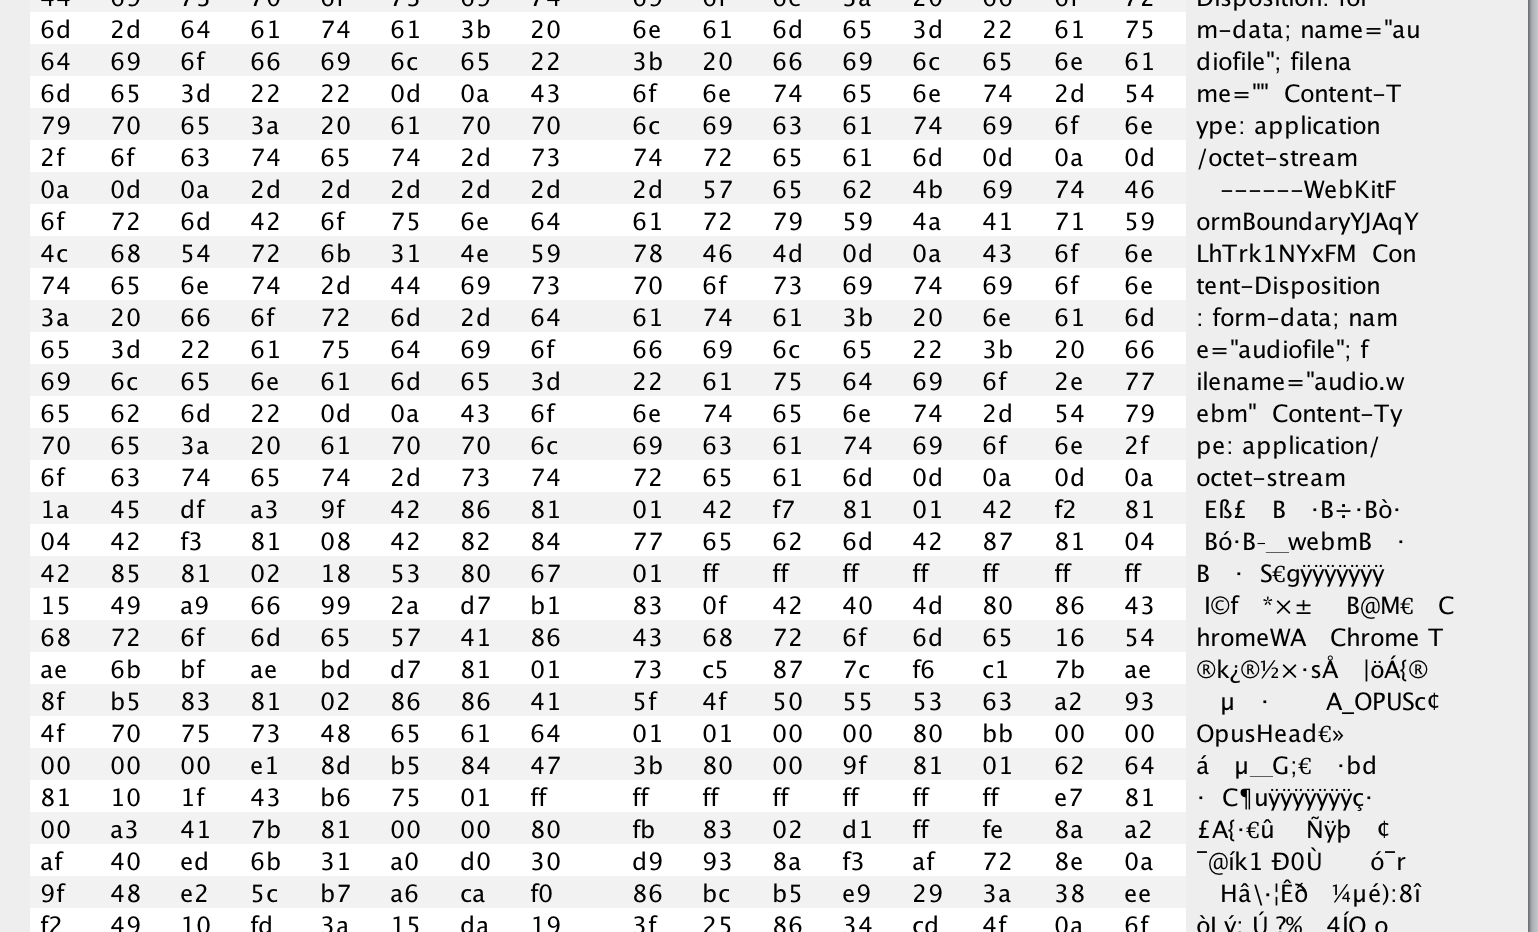 6d 2d 64 61 74 61 3b 20 6e 61 6d 65 3d 22 61 75 m-data; name="au
64 69 6f 66 69 6c 65 22 3b 20 66 69 6c 65 6e 61 diofile"; filena
6d 65 3d 22 22 0d 0a 43 6f 6e 74 65 6e 74 2d 54 me="" Content-T
79 70 65 3a 20 61 70 70 6c 69 63 61 74 69 6f 6e ype: application
2f 6f 63 74 65 74 2d 73 74 72 65 61 6d 0d 0a 0d /octet-stream
0a 0d 0a 2d 2d 2d 2d 2d 2d 57 65 62 4b 69 74 46 ------WebKitF
6f 72 6d 42 6f 75 6e 64 61 72 79 59 4a 41 71 59 ormBoundaryYJAqY
4c 68 54 72 6b 31 4e 59 78 46 4d 0d 0a 43 6f 6e LhTrk1NYxFM Con
74 65 6e 74 2d 44 69 73 70 6f 73 69 74 69 6f 6e tent-Disposition
3a 20 66 6f 72 6d 2d 64 61 74 61 3b 20 6e 61 6d : form-data; nam
65 3d 22 61 75 64 69 6f 66 69 6c 65 22 3b 20 66 e="audiofile"; f
69 6c 65 6e 61 6d 65 3d 22 61 75 64 69 6f 2e 77 ilename="audio.w
65 62 6d 22 0d 0a 43 6f 6e 74 65 6e 74 2d 54 79 ebm" Content-Ty
70 65 3a 20 61 70 70 6c 69 63 61 74 69 6f 6e 2f pe: application/
6f 63 74 65 74 2d 73 74 72 65 61 6d 0d 0a 0d 0a octet-stream
1a 45 df a3 9f 42 86 81 01 42 f7 81 01 42 f2 81 Eß£ B ·B÷·Bò·
04 42 f3 81 08 42 82 84 77 65 62 6d 42 87 81 04 Bó·B-__webmB ·
42 85 81 02 18 53 80 67 01 ff ff ff ff ff ff ff B · S€gÿÿÿÿÿÿÿ
15 49 a9 66 99 2a d7 b1 83 0f 42 40 4d 80 86 43 I©f *×± B@M€ C
68 72 6f 6d 65 57 41 86 43 68 72 6f 6d 65 16 54 hromeWA Chrome T
ae 6b bf ae bd d7 81 01 73 c5 87 7c f6 c1 7b ae ®k¿®½×·sÅ |öÁ{®
8f b5 83 81 02 86 86 41 5f 4f 50 55 53 63 a2 93 µ · A_OPUSc¢
4f 70 75 73 48 65 61 64 01 01 00 00 80 bb 00 00 OpusHead€»
00 00 00 e1 8d b5 84 47 3b 80 00 9f 81 01 62 64 á µ__G;€ ·bd
81 10 1f 43 b6 75 01 ff ff ff ff ff ff ff e7 81 · C¶uÿÿÿÿÿÿÿç·
00 a3 41 7b 81 00 00 80 fb 83 02 d1 ff fe 8a a2 £A{·€û Ñÿþ ¢
af 40 ed 6b 31 a0 d0 30 d9 93 8a f3 af 72 8e 0a ¯@ík1 Ð0Ù ó¯r
9f 48 e2 5c b7 a6 ca f0 86 bc b5 e9 29 3a 38 ee Hâ\·¦Êð ¼µé):8î
f2 49 10 fd 3a 15 da 19 3f 25 86 34 cd 4f 0a 6f òI ý: Ú ?% 4ÍO o